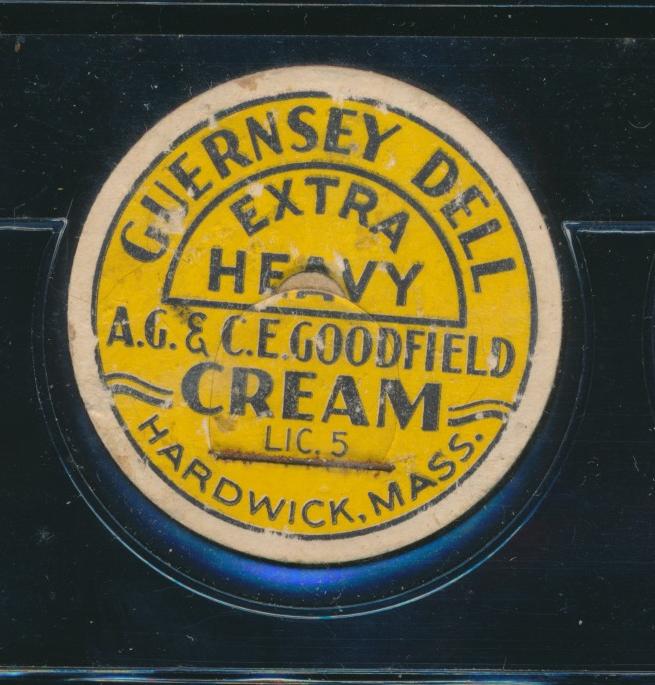 GUERNSEY DELL
EXTRA
HEAVY
A.G. & C.E. GOODFIELD
CREAM
LIC. 5
HARDWICK, MASS.